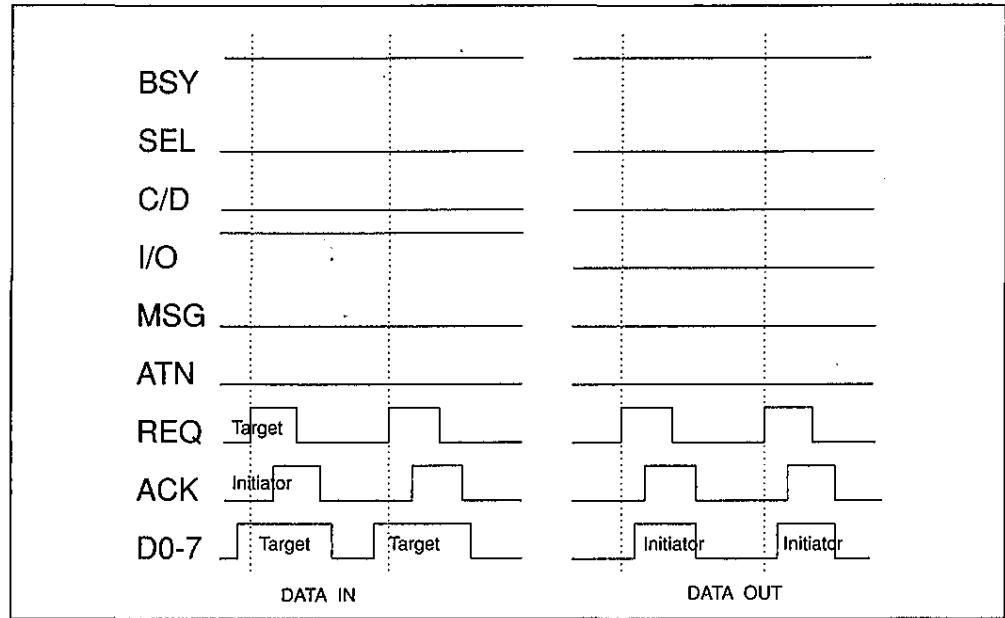 BSY
SEL
C/D
I/O
MSG
ATN
REQ Target
ACK Initiator
D0-7 Target Target Initiator Initiator
DATA IN DATA OUT